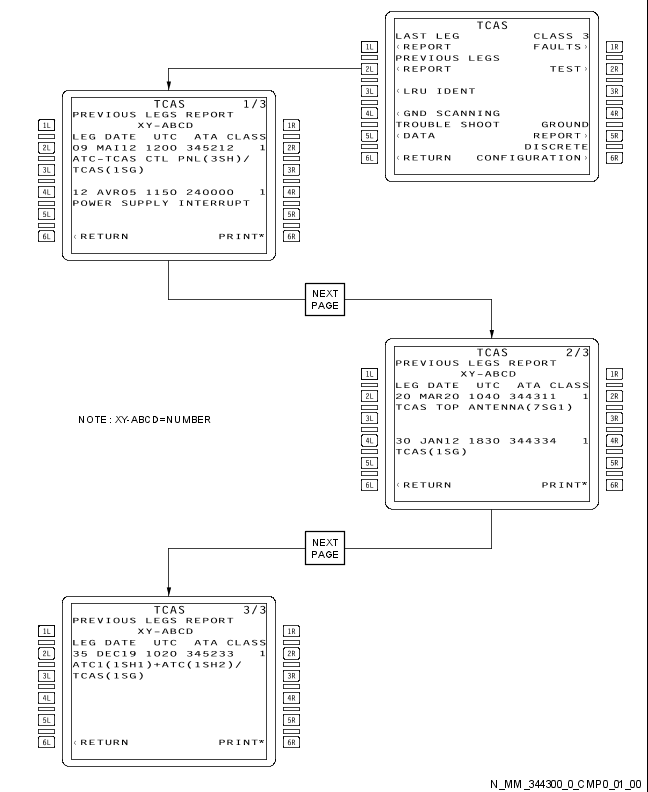 TCAS
LAST LEG CLASS 3
1L <REPORT FAULTS> 1R
PREVIOUS LEGS
2L <REPORT TEST> 2R
3L <LRU IDENT 3R
4L <GND SCANNING 4R
TROUBLE SHOOT GROUND
5L <DATA REPORT> 5R
DISCRETE
6L <RETURN CONFIGURATION> 6R
TCAS 1/3
PREVIOUS LEGS REPORT
1L XY-ABCD 1R
LEG DATE UTC ATA CLASS
2L 09 MAI12 1200 345212 1 2R
ATC-TCAS CTL PNL(3SH)/
3L TCAS(1SG) 3R
4L 12 AVR05 1150 240000 1 4R
POWER SUPPLY INTERRUPT
5L 5R
6L <RETURN PRINT* 6R
NEXT
PAGE
TCAS 2/3
PREVIOUS LEGS REPORT
1L XY-ABCD 1R
LEG DATE UTC ATA CLASS
2L 20 MAR20 1040 344311 1 2R
TCAS TOP ANTENNA(7SG1)
3L 3R
4L 30 JAN12 1830 344334 1 4R
TCAS(1SG)
5L 5R
6L <RETURN PRINT* 6R
NOTE : XY-ABCD=NUMBER
NEXT
PAGE
TCAS 3/3
PREVIOUS LEGS REPORT
1L XY-ABCD 1R
LEG DATE UTC ATA CLASS
2L 35 DEC19 1020 345233 1 2R
ATC1(1SH1)+ATC(1SH2)/
3L TCAS(1SG) 3R
4L 4R
5L 5R
6L <RETURN PRINT* 6R
N_MM_344300_0_CMP0_01_00